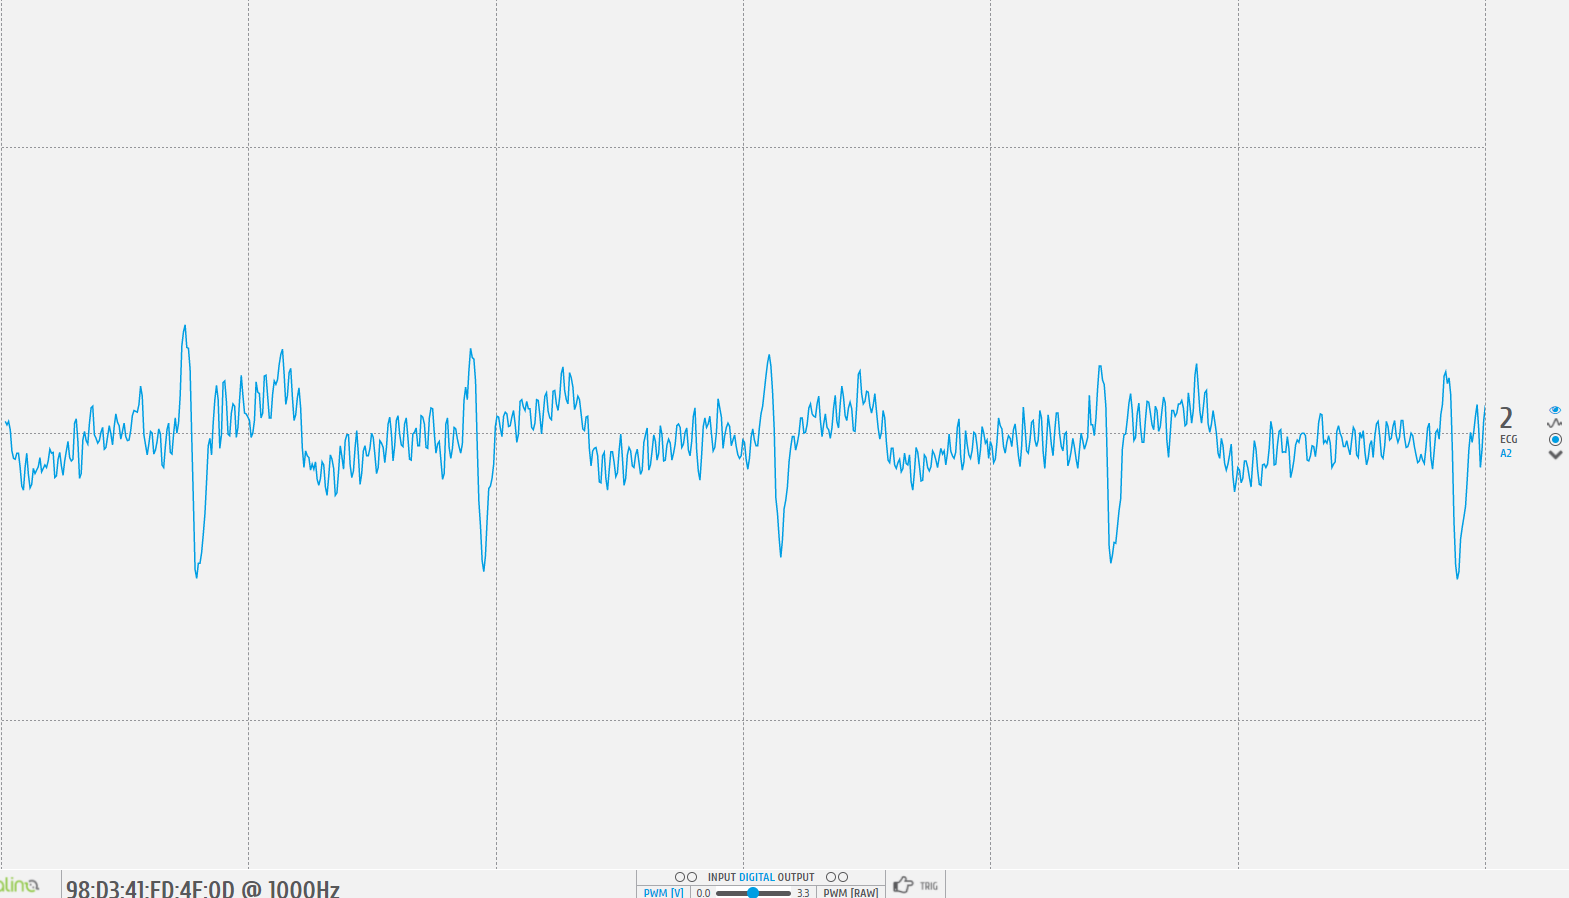 2
ECG
A2
alino
98:D3:41:FD:4F:0D @ 1000Hz
INPUT DIGITAL OUTPUT
PWM [V] 0.0 3.3 PWM [RAW]
TRIG